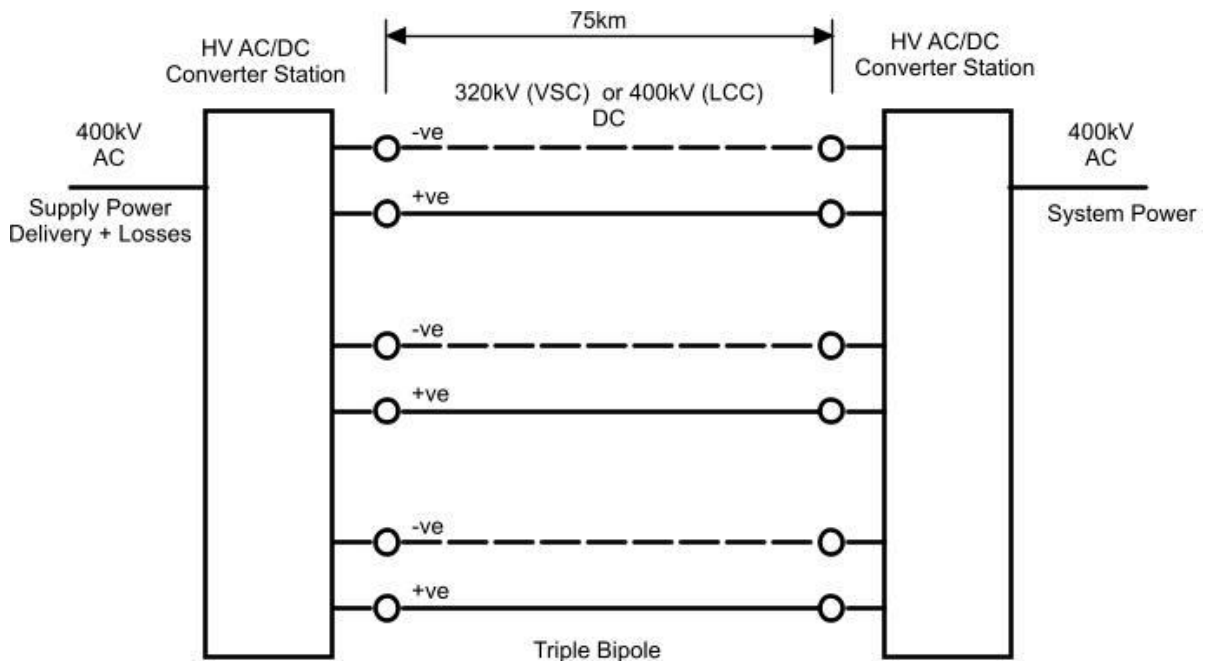 75km
HV AC/DC
Converter Station
HV AC/DC
Converter Station
320kV (VSC) or 400kV (LCC)
DC
400kV
AC
Supply Power
Delivery + Losses
400kV
AC
System Power
-ve
+ve
-ve
+ve
-ve
+ve
Triple Bipole